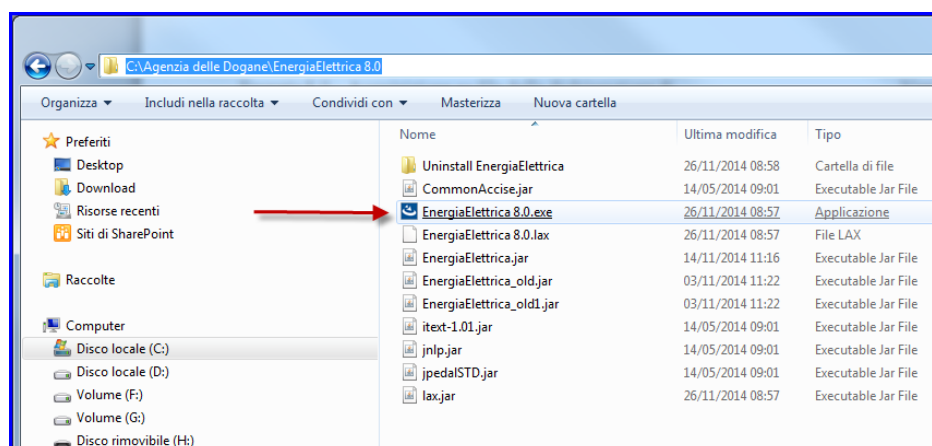 C:\Agenzia delle Dogane\EnergiaElettrica 8.0
Organizza Includi nella raccolta Condividi con Masterizza Nuova cartella
Preferiti
Desktop
Download
Risorse recenti
Siti di SharePoint
Raccolte
Computer
Disco locale (C:)
Disco locale (D:)
Volume (F:)
Volume (G:)
Disco rimovibile (H:)
Nome Ultima modifica Tipo
Uninstall EnergiaElettrica 26/11/2014 08:58 Cartella di file
CommonAccise.jar 14/05/2014 09:01 Executable Jar File
EnergiaElettrica 8.0.exe 26/11/2014 08:57 Applicazione
EnergiaElettrica 8.0.lax 26/11/2014 08:57 File LAX
EnergiaElettrica.jar 14/11/2014 11:16 Executable Jar File
EnergiaElettrica_old.jar 03/11/2014 11:22 Executable Jar File
EnergiaElettrica_old1.jar 03/11/2014 11:22 Executable Jar File
itext-1.01.jar 14/05/2014 09:01 Executable Jar File
jnlp.jar 14/05/2014 09:01 Executable Jar File
jpedalSTD.jar 14/05/2014 09:01 Executable Jar File
lax.jar 26/11/2014 08:57 Executable Jar File